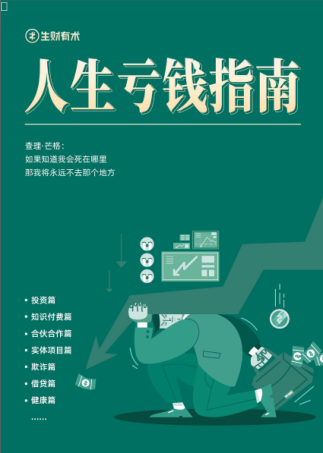 生财有术
人生亏钱指南
查理·芒格：
如果知道我会死在哪里
那我将永远不去那个地方
• 投资篇
• 知识付费篇
• 合伙合作篇
• 实体项目篇
• 欺诈篇
• 借贷篇
• 健康篇
......